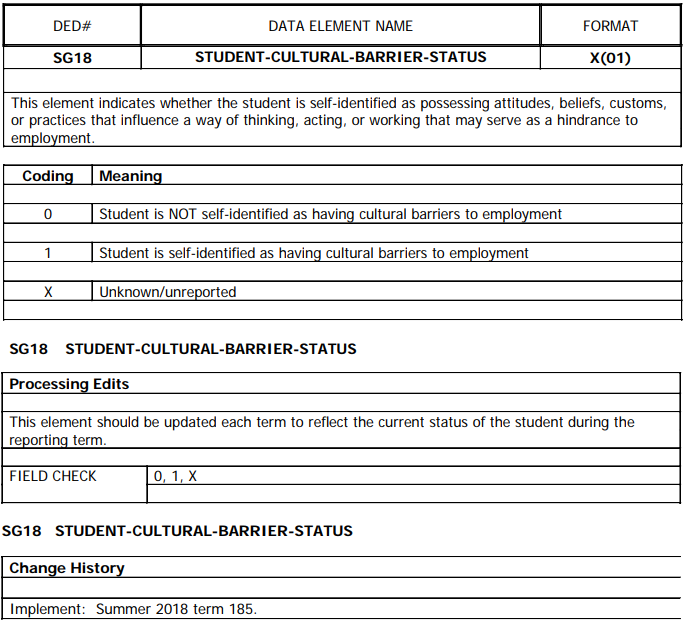 DED# DATA ELEMENT NAME FORMAT
SG18 STUDENT-CULTURAL-BARRIER-STATUS X(01)
This element indicates whether the student is self-identified as possessing attitudes, beliefs, customs,
or practices that influence a way of thinking, acting, or working that may serve as a hindrance to
employment.
Coding Meaning
0 Student is NOT self-identified as having cultural barriers to employment
1 Student is self-identified as having cultural barriers to employment
X Unknown/unreported
SG18 STUDENT-CULTURAL-BARRIER-STATUS
Processing Edits
This element should be updated each term to reflect the current status of the student during the
reporting term.
FIELD CHECK 0, 1, X
SG18 STUDENT-CULTURAL-BARRIER-STATUS
Change History
Implement: Summer 2018 term 185.